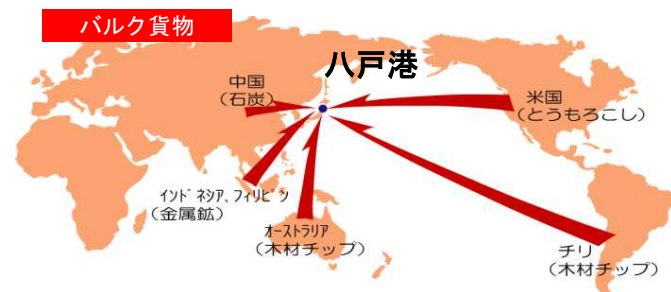 バルク貨物
八戸港
中国
（石炭）
米国
（とうもろこし）
インドネシア、フィリピン
（金属鉱）
オーストラリア
（木材チップ）
チリ
（木材チップ）